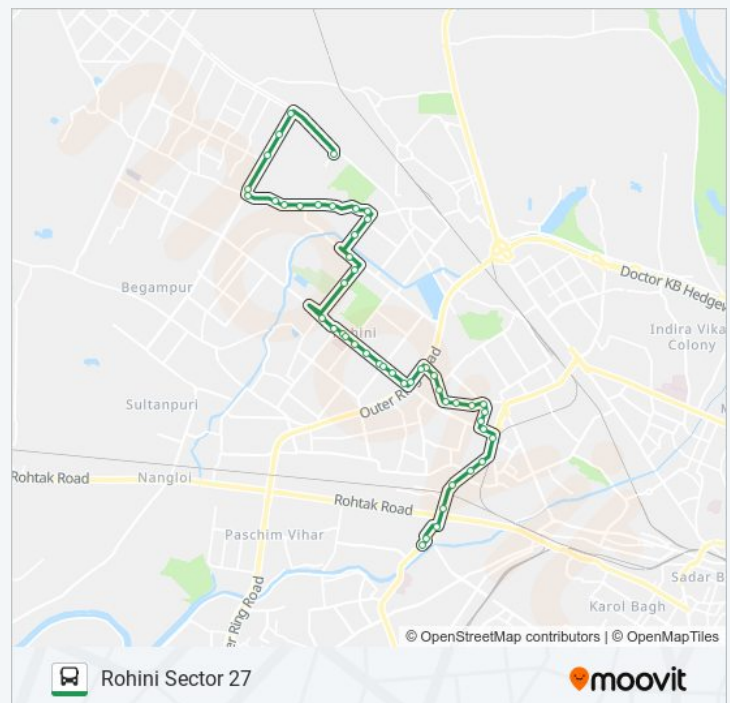 Doctor KB Hedgew
Begampur
Indira Vika
Colony
Rohini
Outer Ring Road
Sultanpuri
Rohtak Road
Nangloi
Rohtak Road
Paschim Vihar
Sadar B
er Ring Road
Karol Bagh
© OpenStreetMap contributors | © OpenMapTiles
Rohini Sector 27
moovit